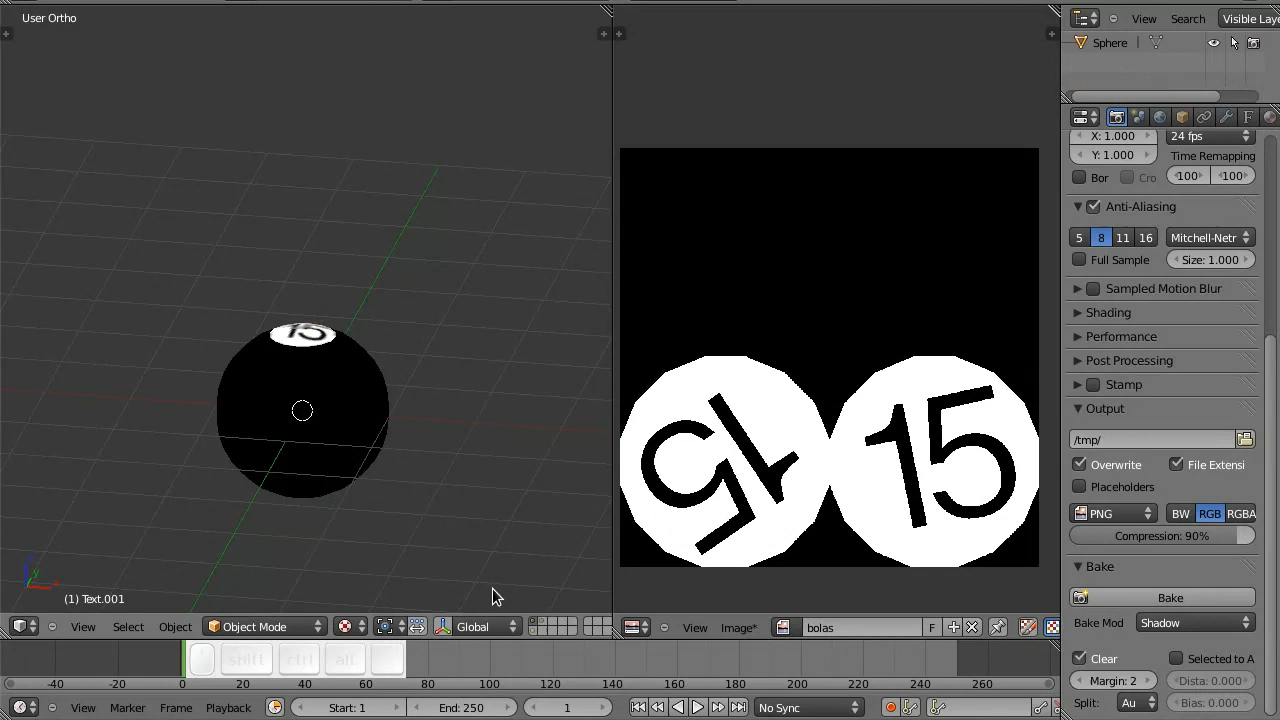 User Ortho
15
(1) Text.001
View Select Object Object Mode Global
15 15
View Image* bolas F
shift ctrl alt
-40 -20 0 20 40 60 80 100 120 140 160 180 200 220 240 260
View Marker Frame Playback Start: 1 End: 250 1 No Sync
View Search Visible Laye
Sphere
F
X: 1.000 24 fps
Y: 1.000 Time Remapping
Bor Cro 100 100
Anti-Aliasing
5 8 11 16 Mitchell-Netr
Full Sample Size: 1.000
Sampled Motion Blur
Shading
Performance
Post Processing
Stamp
Output
/tmp/
Overwrite File Extensi
Placeholders
PNG BW RGB RGBA
Compression: 90%
Bake
Bake
Bake Mod Shadow
Clear Selected to A
Margin: 2 Dista: 0.000
Split: Au Bias: 0.000